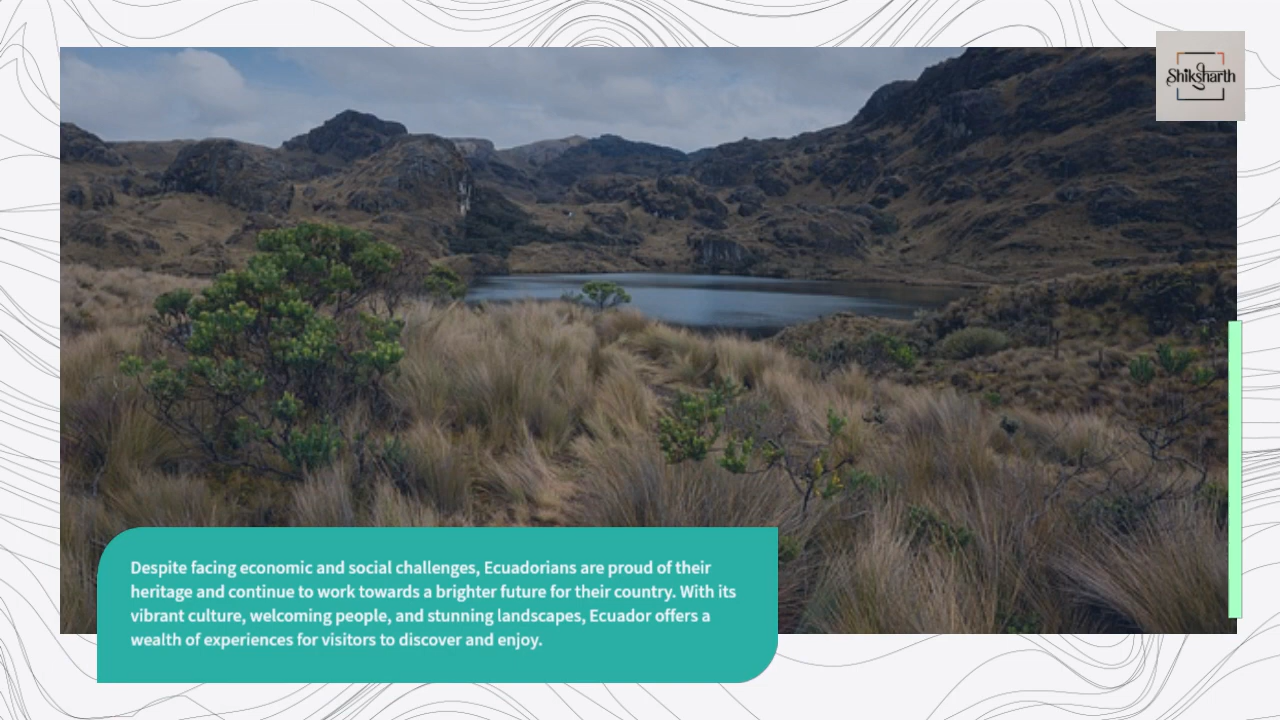 Shiksharth
Despite facing economic and social challenges, Ecuadorians are proud of their
heritage and continue to work towards a brighter future for their country. With its
vibrant culture, welcoming people, and stunning landscapes, Ecuador offers a
wealth of experiences for visitors to discover and enjoy.